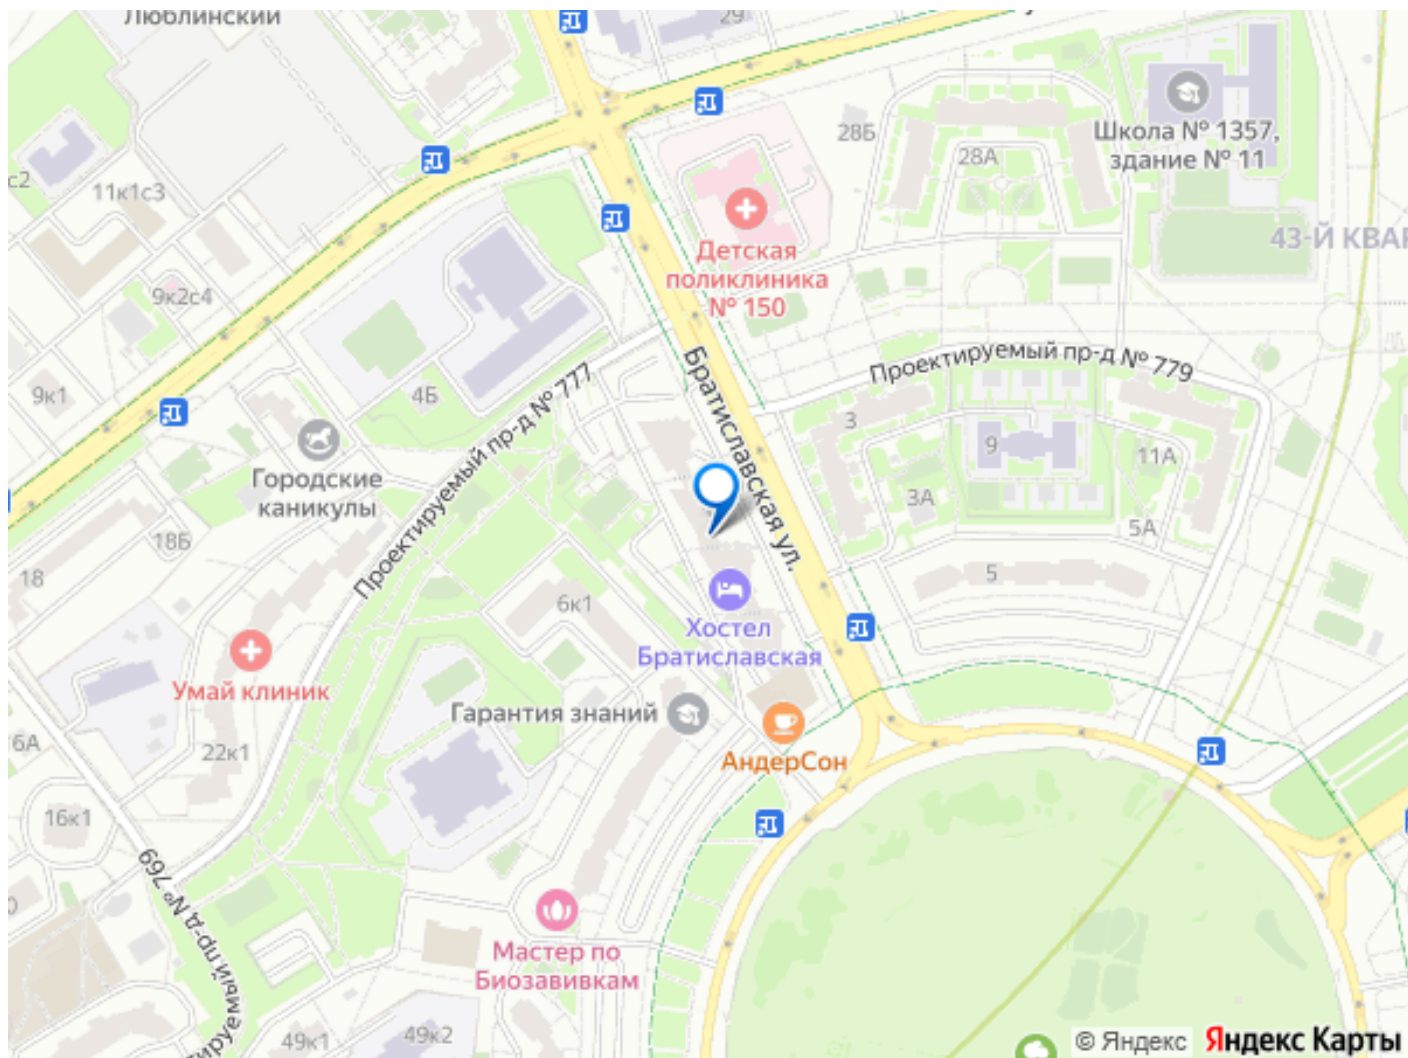 Люблинский
29
28Б
28А
Школа № 1357,
здание № 11
11к1с3
Детская
поликлиника
№ 150
43-Й КВАР
9к2с4
Братиславская ул.
Проектируемый пр-д № 779
Проектируемый пр-д № 777
9к1
4Б
3
9
11А
Городские
каникулы
3А
5А
18Б
18
5
6к1
Хостел
Братиславская
Умай клиник
Гарантия знаний
АндерСон
6А
22к1
16к1
Проектируемый пр-д № 769
Мастер по
Биозавивкам
49к1
49к2
© Яндекс Яндекс Карты